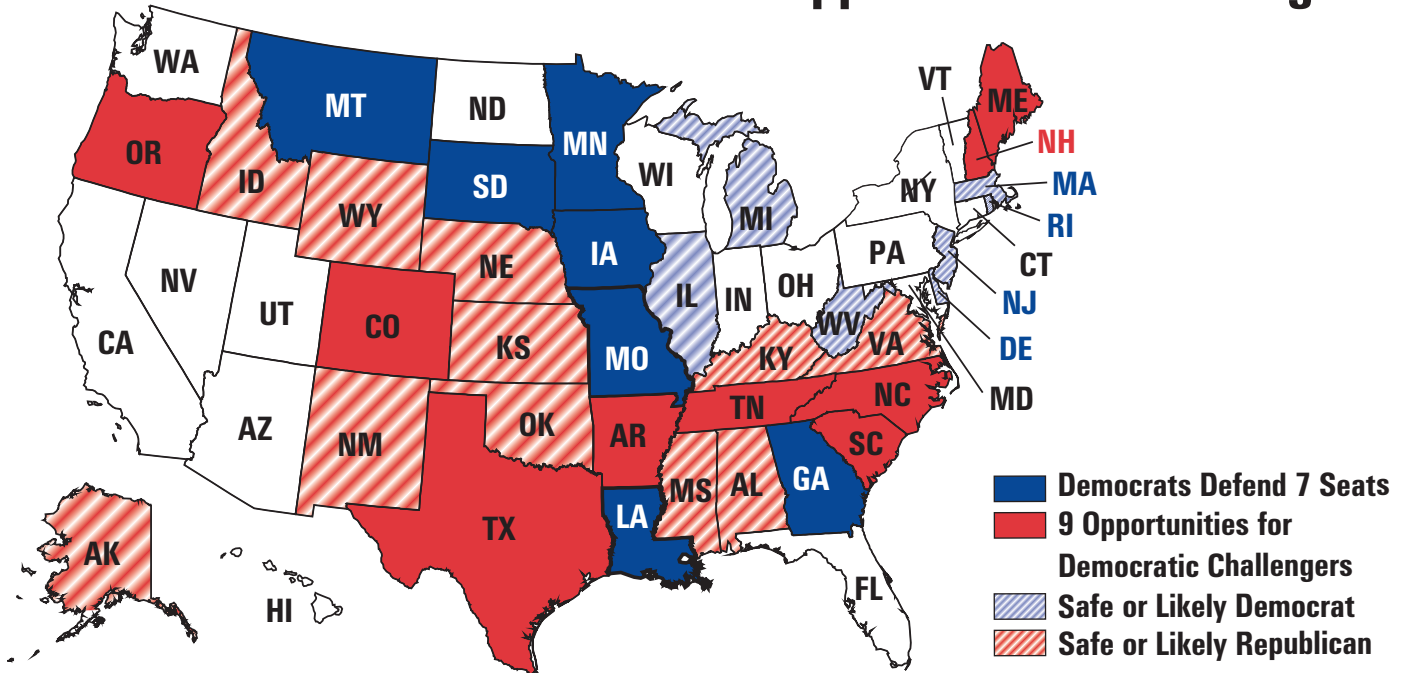 WA
MT
ND
MN
OR
ID
SD
WI
WY
MI
NY
VT
ME
NH
MA
RI
CT
NJ
DE
MD
PA
IA
NE
NV
UT
CO
CA
KS
MO
IL
IN
OH
WV
VA
KY
AZ
NM
OK
AR
TN
NC
SC
TX
LA
MS
AL
GA
FL
AK
HI
Democrats Defend 7 Seats
9 Opportunities for
Democratic Challengers
Safe or Likely Democrat
Safe or Likely Republican